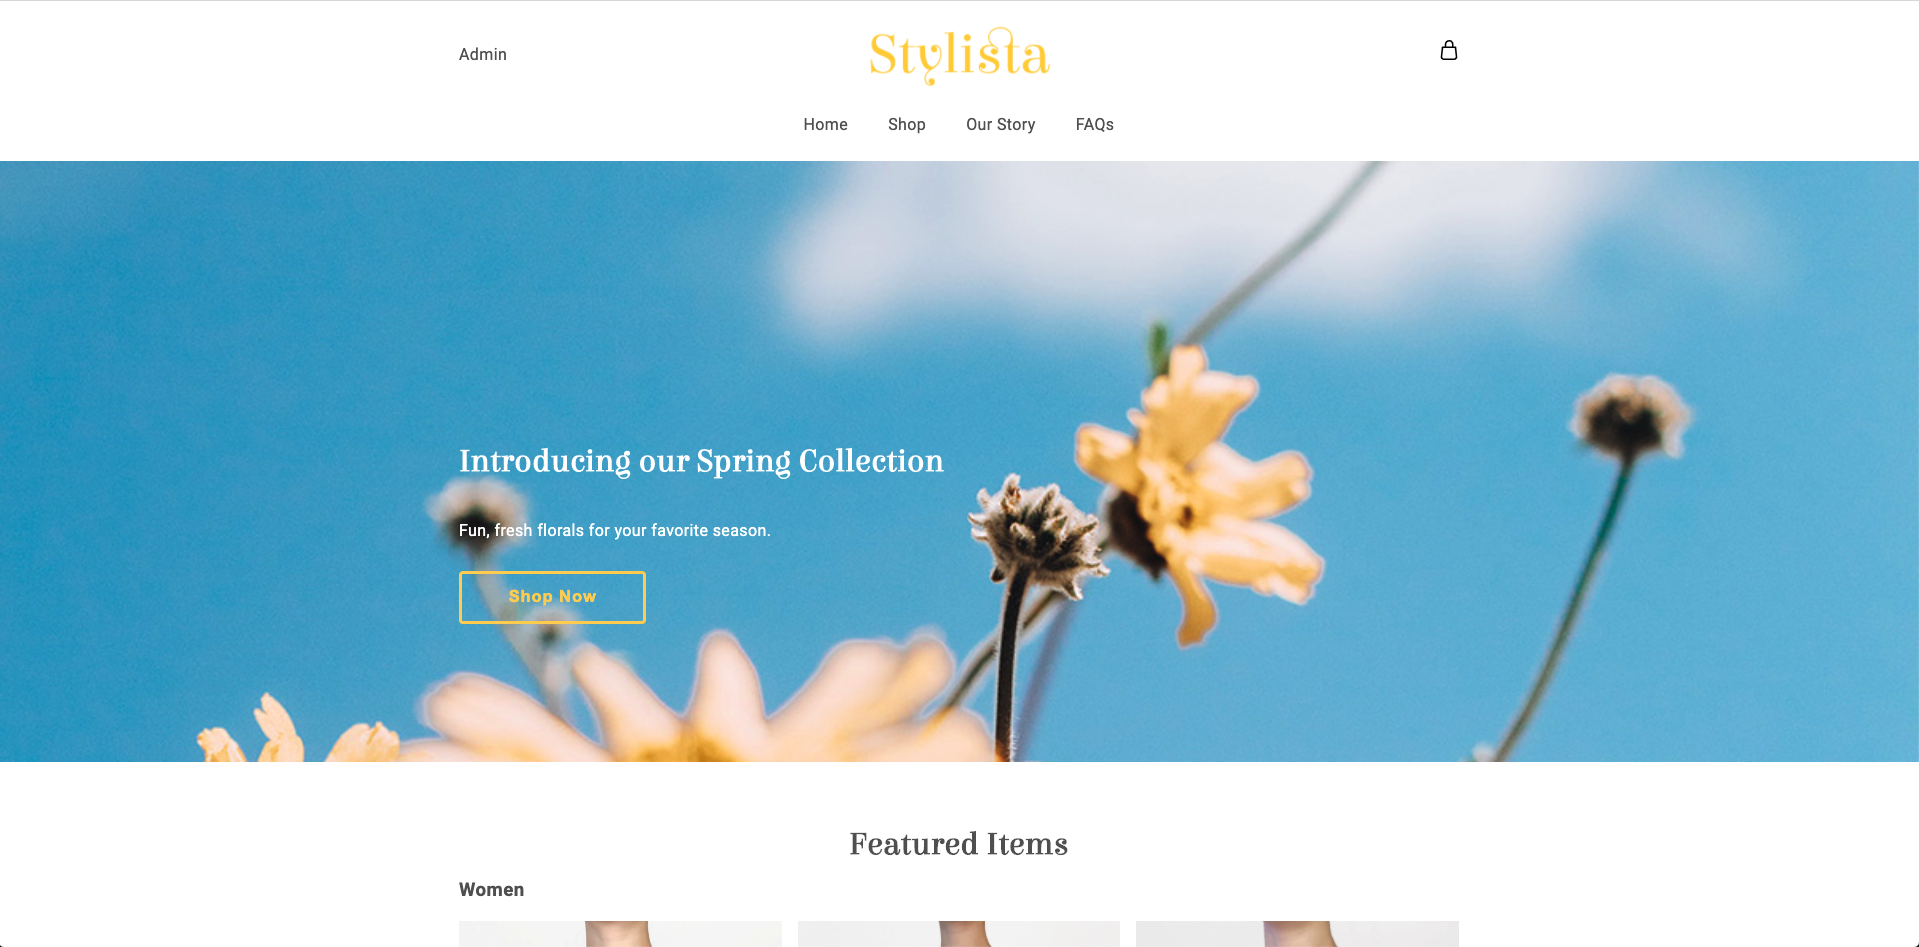 Admin
Stylista
Home Shop Our Story FAQs
Introducing our Spring Collection
Fun, fresh florals for your favorite season.
Shop Now
Featured Items
Women